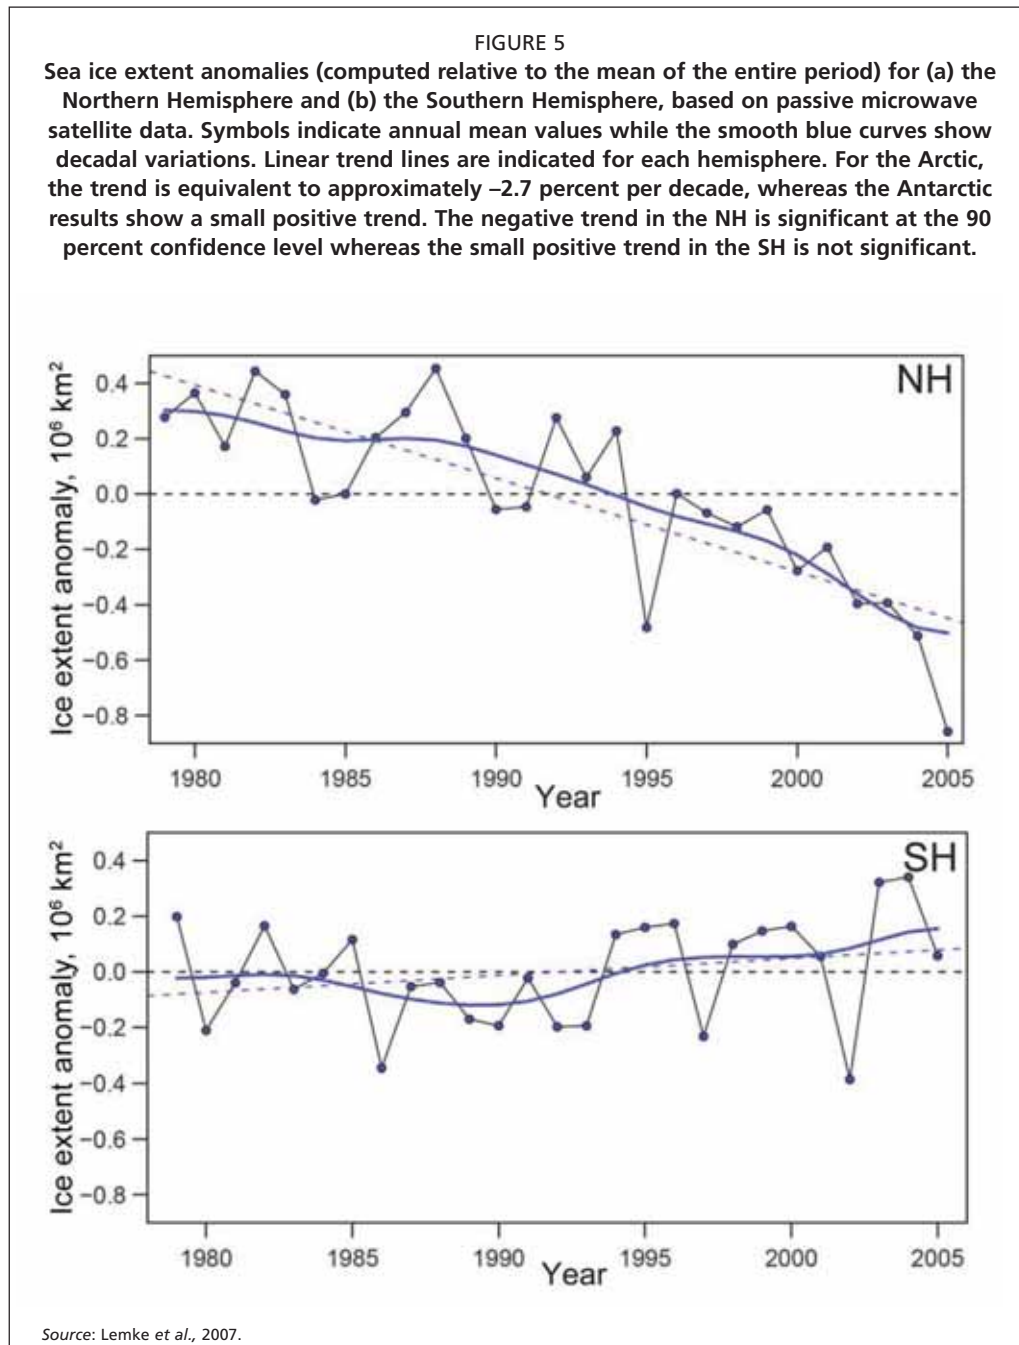 FIGURE 5
Sea ice extent anomalies (computed relative to the mean of the entire period) for (a) the
Northern Hemisphere and (b) the Southern Hemisphere, based on passive microwave
satellite data. Symbols indicate annual mean values while the smooth blue curves show
decadal variations. Linear trend lines are indicated for each hemisphere. For the Arctic,
the trend is equivalent to approximately –2.7 percent per decade, whereas the Antarctic
results show a small positive trend. The negative trend in the NH is significant at the 90
percent confidence level whereas the small positive trend in the SH is not significant.
NH
Ice extent anomaly, 10⁶ km²
0.4
0.2
0.0
−0.2
−0.4
−0.6
−0.8
1980 1985 1990 1995 2000 2005
Year
SH
Ice extent anomaly, 10⁶ km²
0.4
0.2
0.0
−0.2
−0.4
−0.6
−0.8
1980 1985 1990 1995 2000 2005
Year
Source: Lemke et al., 2007.